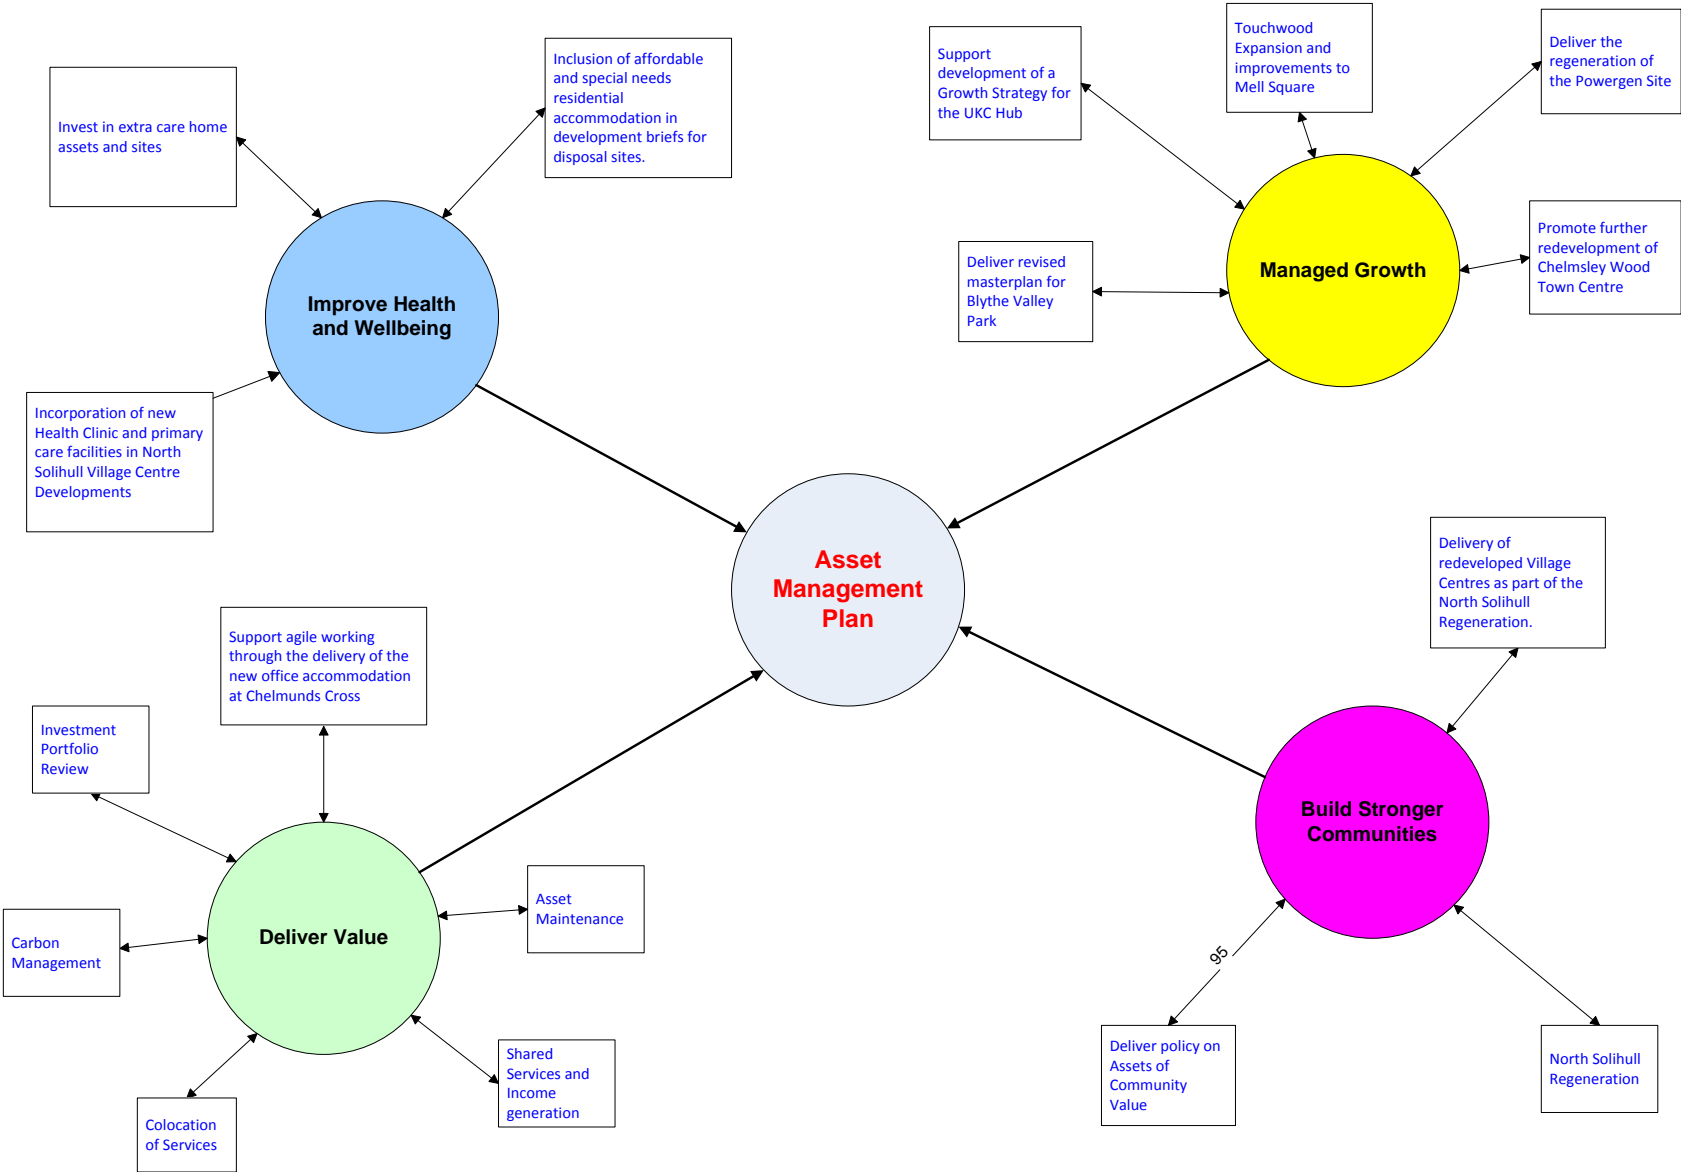 Invest in extra care home
assets and sites
Inclusion of affordable
and special needs
residential
accommodation in
development briefs for
disposal sites.
Improve Health
and Wellbeing
Incorporation of new
Health Clinic and primary
care facilities in North
Solihull Village Centre
Developments
Support
development of a
Growth Strategy for
the UKC Hub
Touchwood
Expansion and
improvements to
Mell Square
Deliver the
regeneration of
the Powergen Site
Deliver revised
masterplan for
Blythe Valley
Park
Managed Growth
Promote further
redevelopment of
Chelmsley Wood
Town Centre
Asset
Management
Plan
Support agile working
through the delivery of the
new office accommodation
at Chelmunds Cross
Investment
Portfolio
Review
Carbon
Management
Deliver Value
Asset
Maintenance
Colocation
of Services
Shared
Services and
Income
generation
Delivery of
redeveloped Village
Centres as part of the
North Solihull
Regeneration.
Build Stronger
Communities
95
Deliver policy on
Assets of
Community
Value
North Solihull
Regeneration